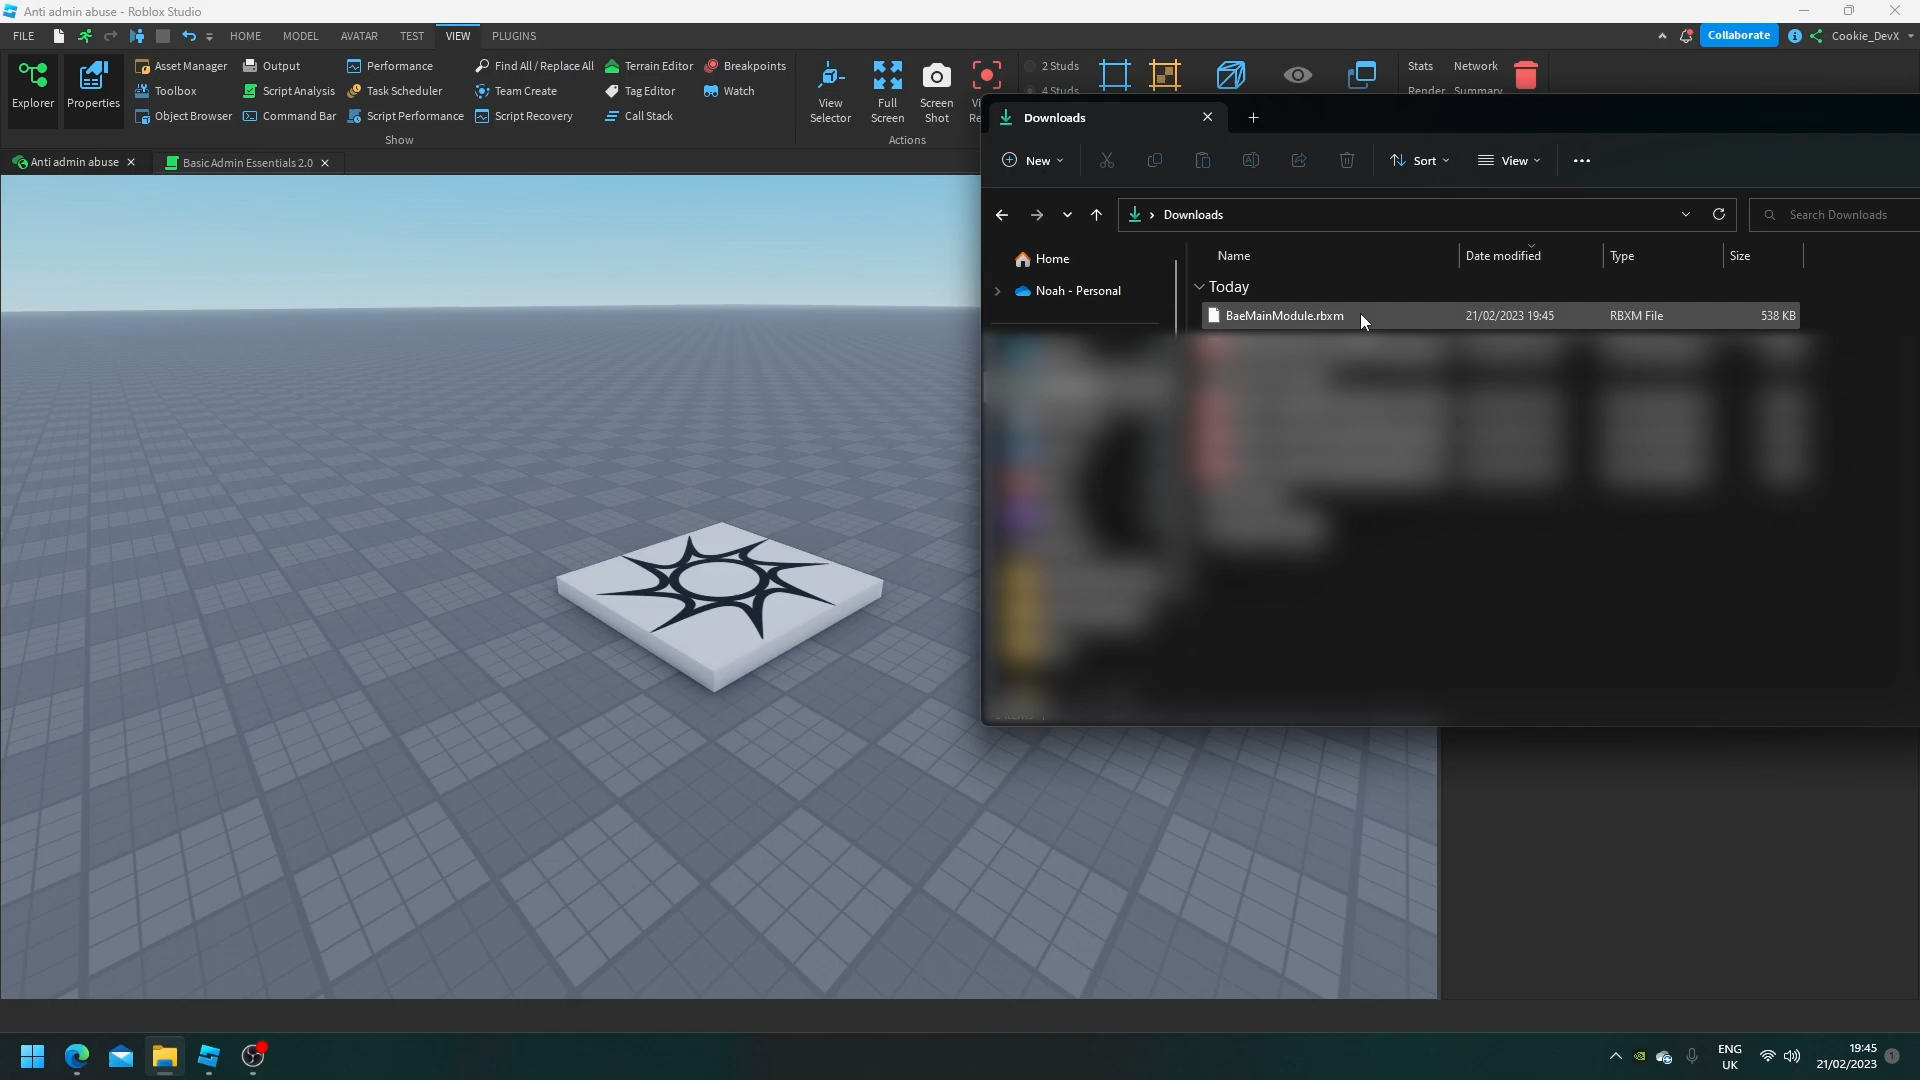 Anti admin abuse - Roblox Studio
FILE HOME MODEL AVATAR TEST VIEW PLUGINS Collaborate Cookie_DevX
Asset Manager Output Performance Find All / Replace All Terrain Editor Breakpoints 2 Studs Stats Network
Toolbox Script Analysis Task Scheduler Team Create Tag Editor Watch 4 Studs Render Summary
Explorer Properties Object Browser Command Bar Script Performance Script Recovery Call Stack View Selector Full Screen Screen Shot
Show Actions
Anti admin abuse Basic Admin Essentials 2.0
Downloads
New Sort View
Downloads Search Downloads
Home
Noah - Personal
Name Date modified Type Size
Today
BaeMainModule.rbxm 21/02/2023 19:45 RBXM File 538 KB
ENG
UK
19:45
21/02/2023
1